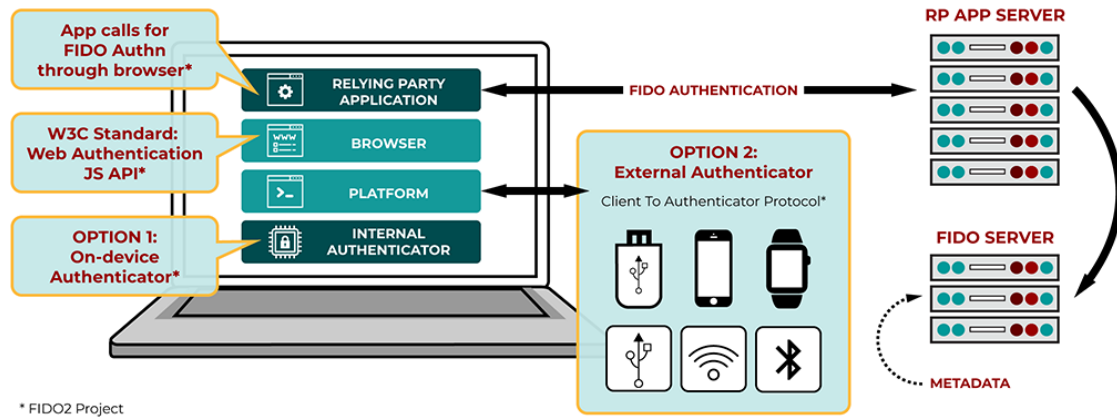 App calls for
FIDO Authn
through browser*
W3C Standard:
Web Authentication
JS API*
OPTION 1:
On-device
Authenticator*
RELYING PARTY
APPLICATION
WWW
BROWSER
PLATFORM
INTERNAL
AUTHENTICATOR
FIDO AUTHENTICATION
OPTION 2:
External Authenticator
Client To Authenticator Protocol*
RP APP SERVER
FIDO SERVER
METADATA
* FIDO2 Project